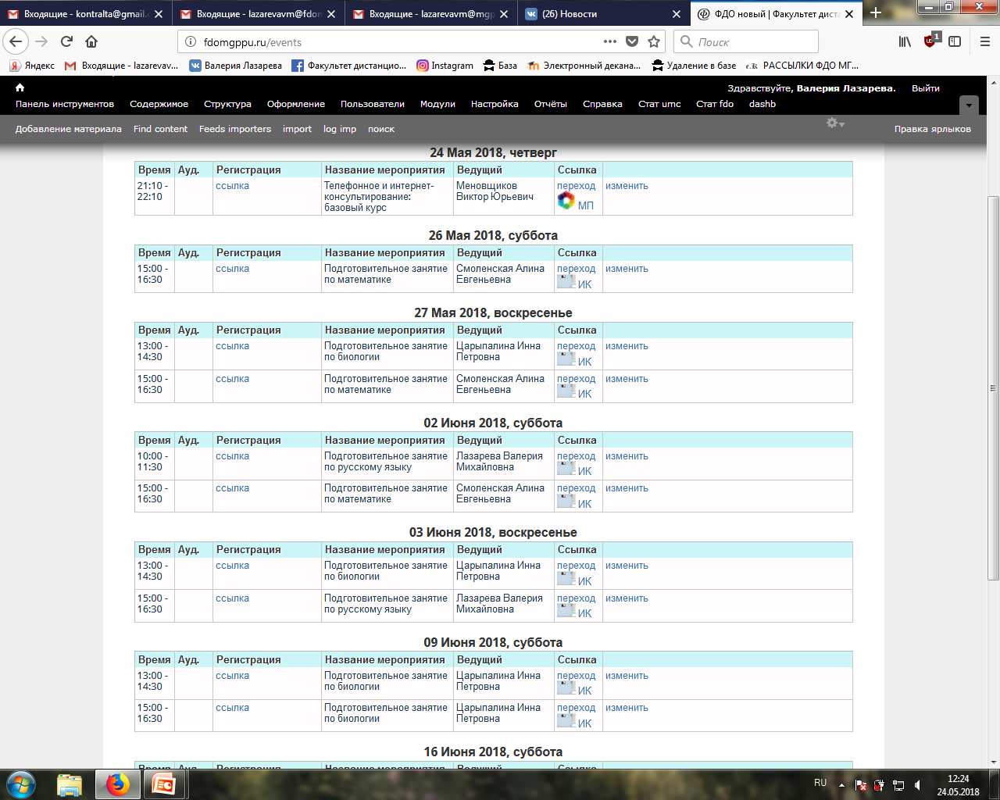 Входящие - kontralta@gmail.c
Входящие - lazarevavm@fdon
Входящие - lazarevavm@mgp
(26) Новости
ФДО новый | Факультет диста
fdomgppu.ru/events
Поиск
Яндекс
Входящие - lazarevav...
Валерия Лазарева
Факультет дистанцио...
Instagram
База
Электронный декана...
Удаление в базе
РАССЫЛКИ ФДО МГ...
Здравствуйте, Валерия Лазарева. Выйти
Панель инструментов Содержимое Структура Оформление Пользователи Модули Настройка Отчёты Справка Стат umc Стат fdo dashb
Добавление материала Find content Feeds importers import log imp поиск Правка ярлыков
24 Мая 2018, четверг
Время Ауд. Регистрация Название мероприятия Ведущий Ссылка
21:10 - ссылка Телефонное и интернет- Меновщиков переход изменить
22:10 консультирование: Виктор Юрьевич
базовый курс МП
26 Мая 2018, суббота
Время Ауд. Регистрация Название мероприятия Ведущий Ссылка
15:00 - ссылка Подготовительное занятие Смоленская Алина переход изменить
16:30 по математике Евгеньевна ИК
27 Мая 2018, воскресенье
Время Ауд. Регистрация Название мероприятия Ведущий Ссылка
13:00 - ссылка Подготовительное занятие Царыпалина Инна переход изменить
14:30 по биологии Петровна ИК
15:00 - ссылка Подготовительное занятие Смоленская Алина переход изменить
16:30 по математике Евгеньевна ИК
02 Июня 2018, суббота
Время Ауд. Регистрация Название мероприятия Ведущий Ссылка
10:00 - ссылка Подготовительное занятие Лазарева Валерия переход изменить
11:30 по русскому языку Михайловна ИК
15:00 - ссылка Подготовительное занятие Смоленская Алина переход изменить
16:30 по математике Евгеньевна ИК
03 Июня 2018, воскресенье
Время Ауд. Регистрация Название мероприятия Ведущий Ссылка
13:00 - ссылка Подготовительное занятие Царыпалина Инна переход изменить
14:30 по биологии Петровна ИК
15:00 - ссылка Подготовительное занятие Лазарева Валерия переход изменить
16:30 по русскому языку Михайловна ИК
09 Июня 2018, суббота
Время Ауд. Регистрация Название мероприятия Ведущий Ссылка
13:00 - ссылка Подготовительное занятие Царыпалина Инна переход изменить
14:30 по биологии Петровна ИК
15:00 - ссылка Подготовительное занятие Царыпалина Инна переход изменить
16:30 по биологии Петровна ИК
16 Июня 2018, суббота
Время Ауд. Регистрация Название мероприятия Ведущий Ссылка
RU
12:24
24.05.2018